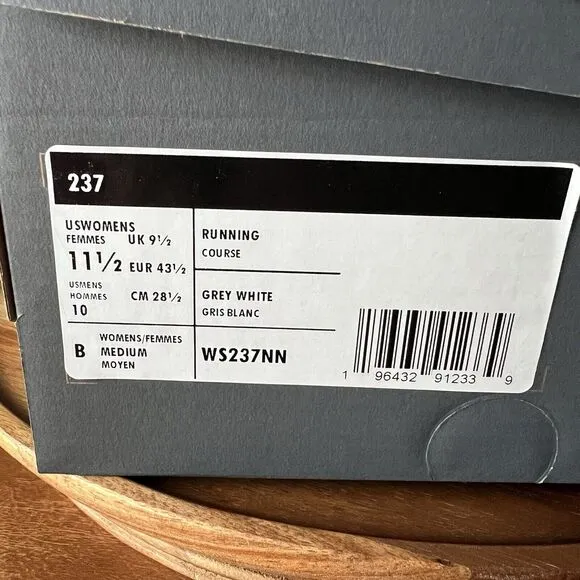 237
USWOMENS
FEMMES UK 9½
11½ EUR 43½
USMENS
HOMMES CM 28½
10
RUNNING
COURSE
GREY WHITE
GRIS BLANC
B WOMENS/FEMMES
MEDIUM
MOYEN
WS237NN
1 96432 91233 9